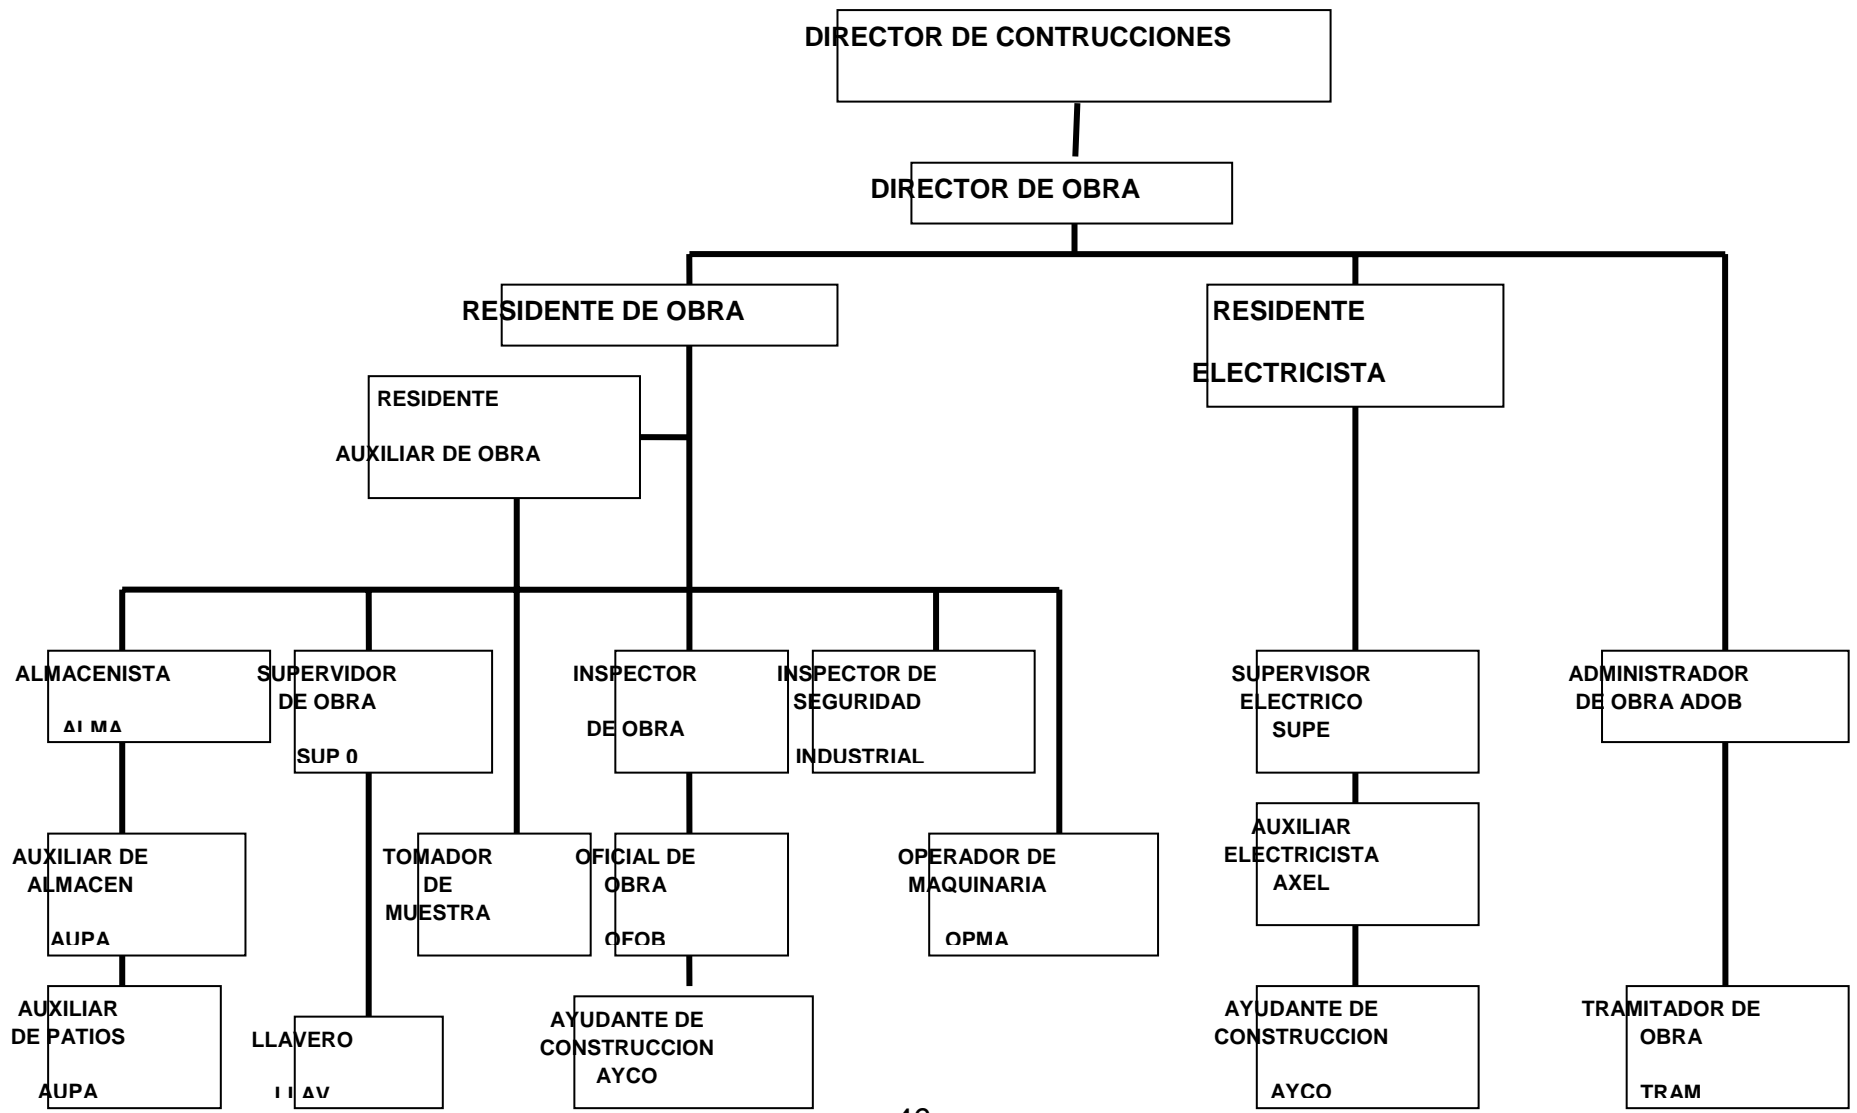 DIRECTOR DE CONTRUCCIONES
DIRECTOR DE OBRA
RESIDENTE DE OBRA
RESIDENTE
ELECTRICISTA
RESIDENTE
AUXILIAR DE OBRA
ALMACENISTA
ALMA
SUPERVIDOR
DE OBRA
SUP 0
INSPECTOR
DE OBRA
INSPECTOR DE
SEGURIDAD
INDUSTRIAL
SUPERVISOR
ELECTRICO
SUPE
ADMINISTRADOR
DE OBRA ADOB
AUXILIAR DE
ALMACEN
AUPA
TOMADOR
DE
MUESTRA
OFICIAL DE
OBRA
OFOB
OPERADOR DE
MAQUINARIA
OPMA
AUXILIAR
ELECTRICISTA
AXEL
AUXILIAR
DE PATIOS
AUPA
LLAVERO
LLAV
AYUDANTE DE
CONSTRUCCION
AYCO
AYUDANTE DE
CONSTRUCCION
AYCO
TRAMITADOR DE
OBRA
TRAM